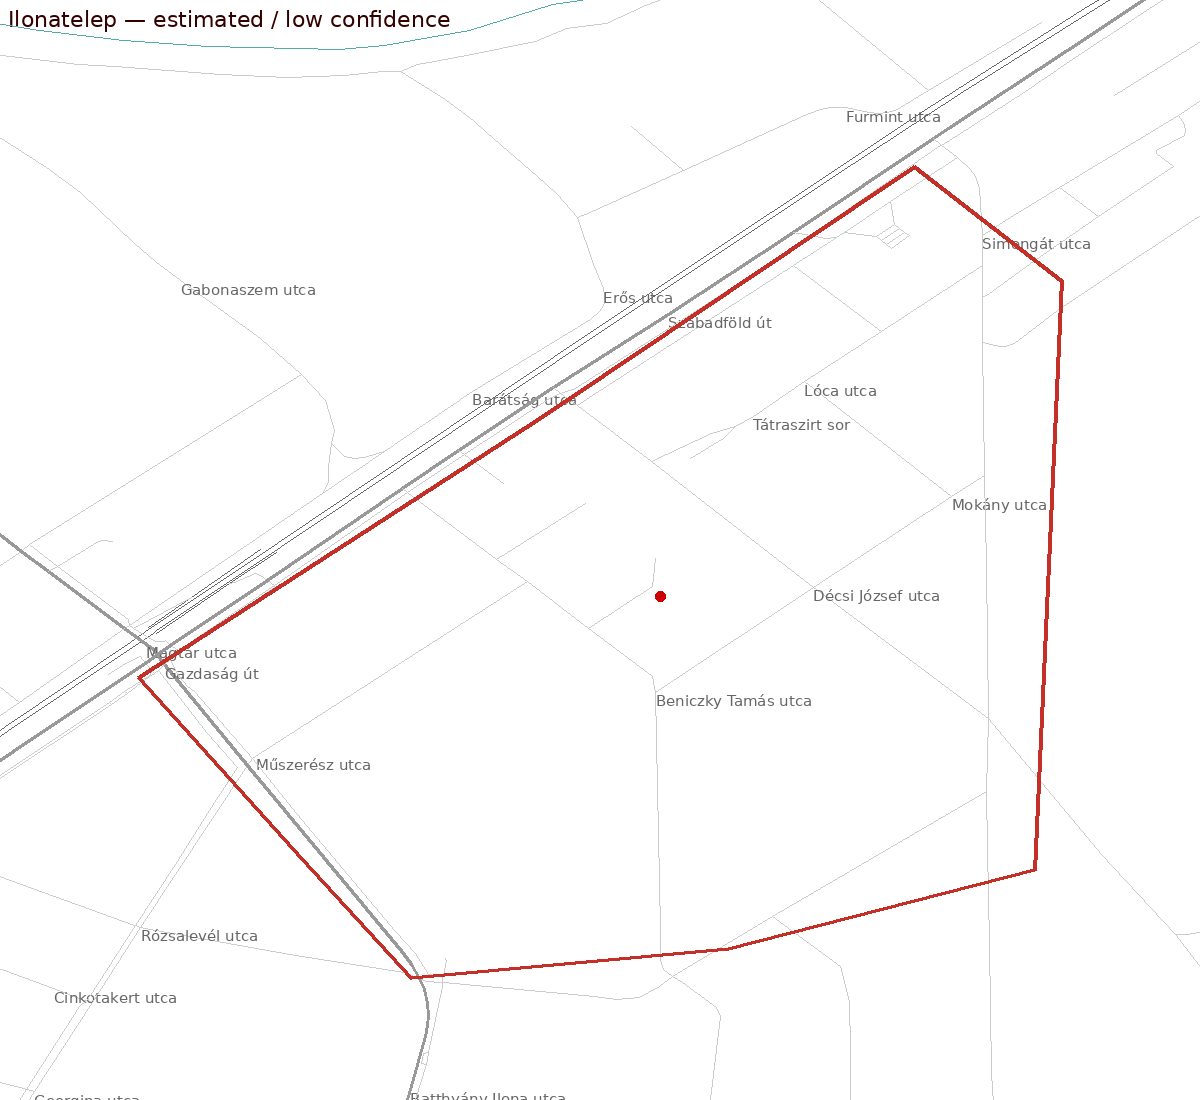 Ilonatelep — estimated / low confidence
Furmint utca
Simongát utca
Gabonaszem utca
Erős utca
Szabadföld út
Lóca utca
Barátság utca
Tátraszirt sor
Mokány utca
Décsi József utca
Magtár utca
Gazdaság út
Beniczky Tamás utca
Műszerész utca
Rózsalevél utca
Cinkotakert utca
Georgina utca
Batthyány Ilona utca